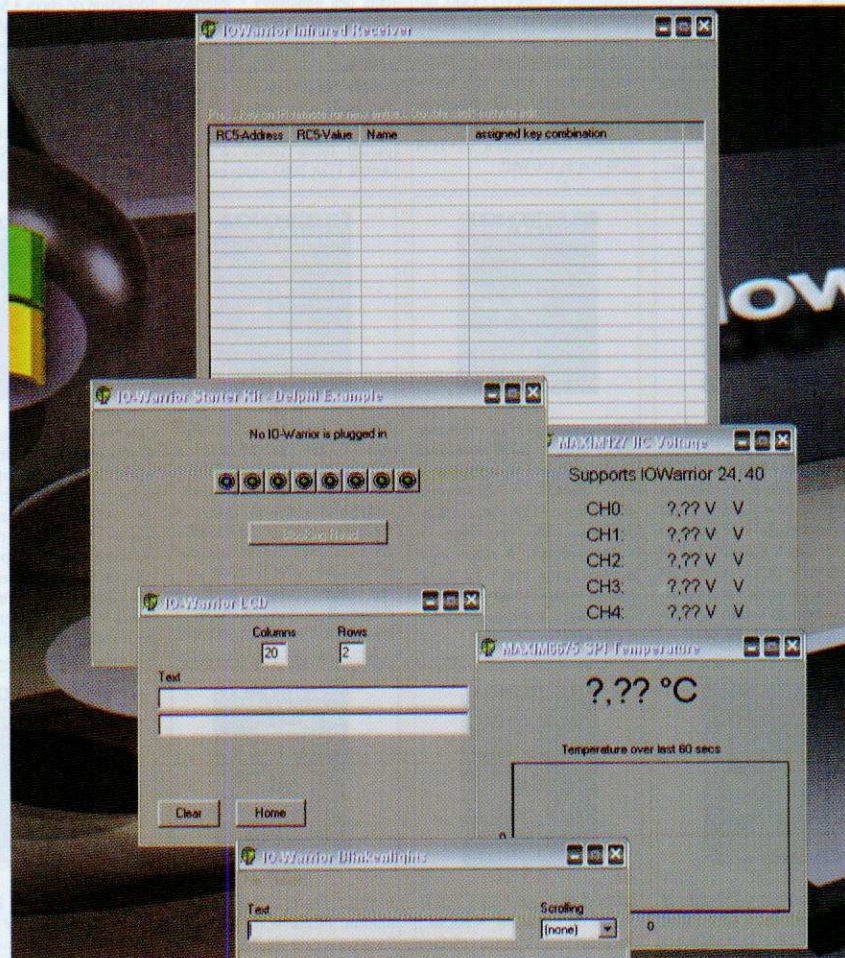 IOWarrior Infrared Receiver
RC5-Address RC5-Value Name assigned key combination
IOW
IO-Warrior Starter Kit - Delphi Example
No IO-Warrior is plugged in
MAXIM127 IIC Voltage
Supports IOWarrior 24, 40
CH0: ?,?? V V
CH1: ?,?? V V
CH2: ?,?? V V
CH3: ?,?? V V
CH4: ?,?? V V
IO-Warrior LCD
Columns Rows
20 2
Text
Clear Home
MAXIM6675 SPI Temperature
?,?? °C
Temperature over last 60 secs
0
0
IO-Warrior Blinkenlights
Text Scrolling
(none)